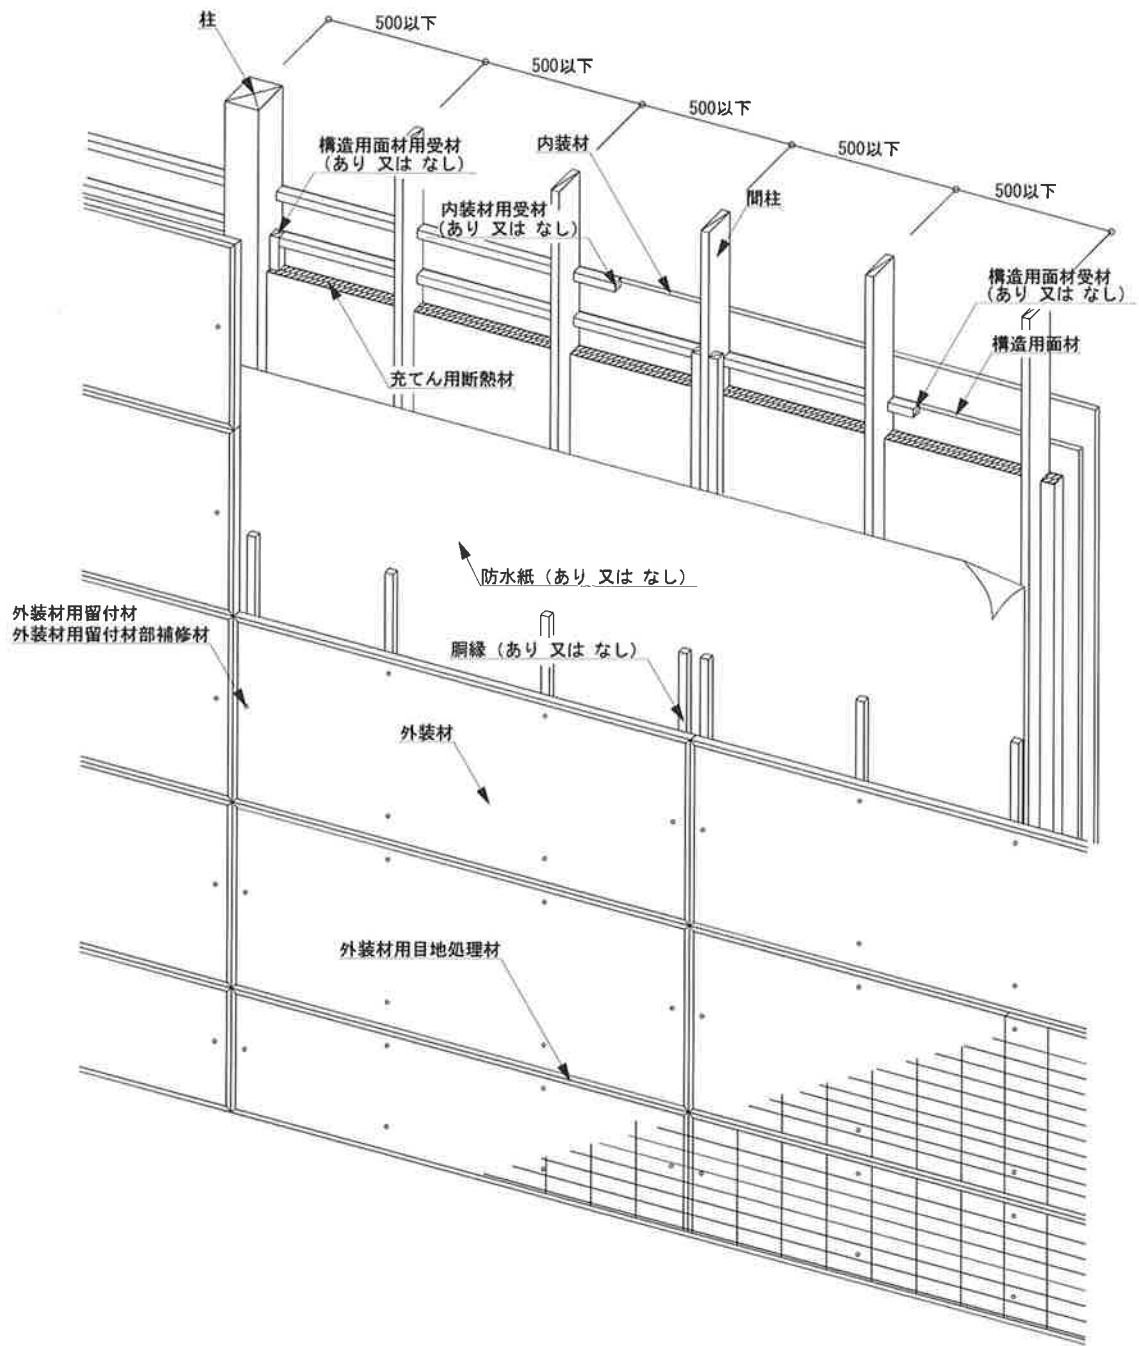 柱
500以下
500以下
500以下
500以下
500以下
構造用面材用受材
(あり 又は なし)
内装材
内装材用受材
(あり 又は なし)
間柱
構造用面材受材
(あり 又は なし)
構造用面材
充てん用断熱材
防水紙 (あり 又は なし)
外装材用留付材
外装材用留付材部補修材
胴縁 (あり 又は なし)
外装材
外装材用目地処理材